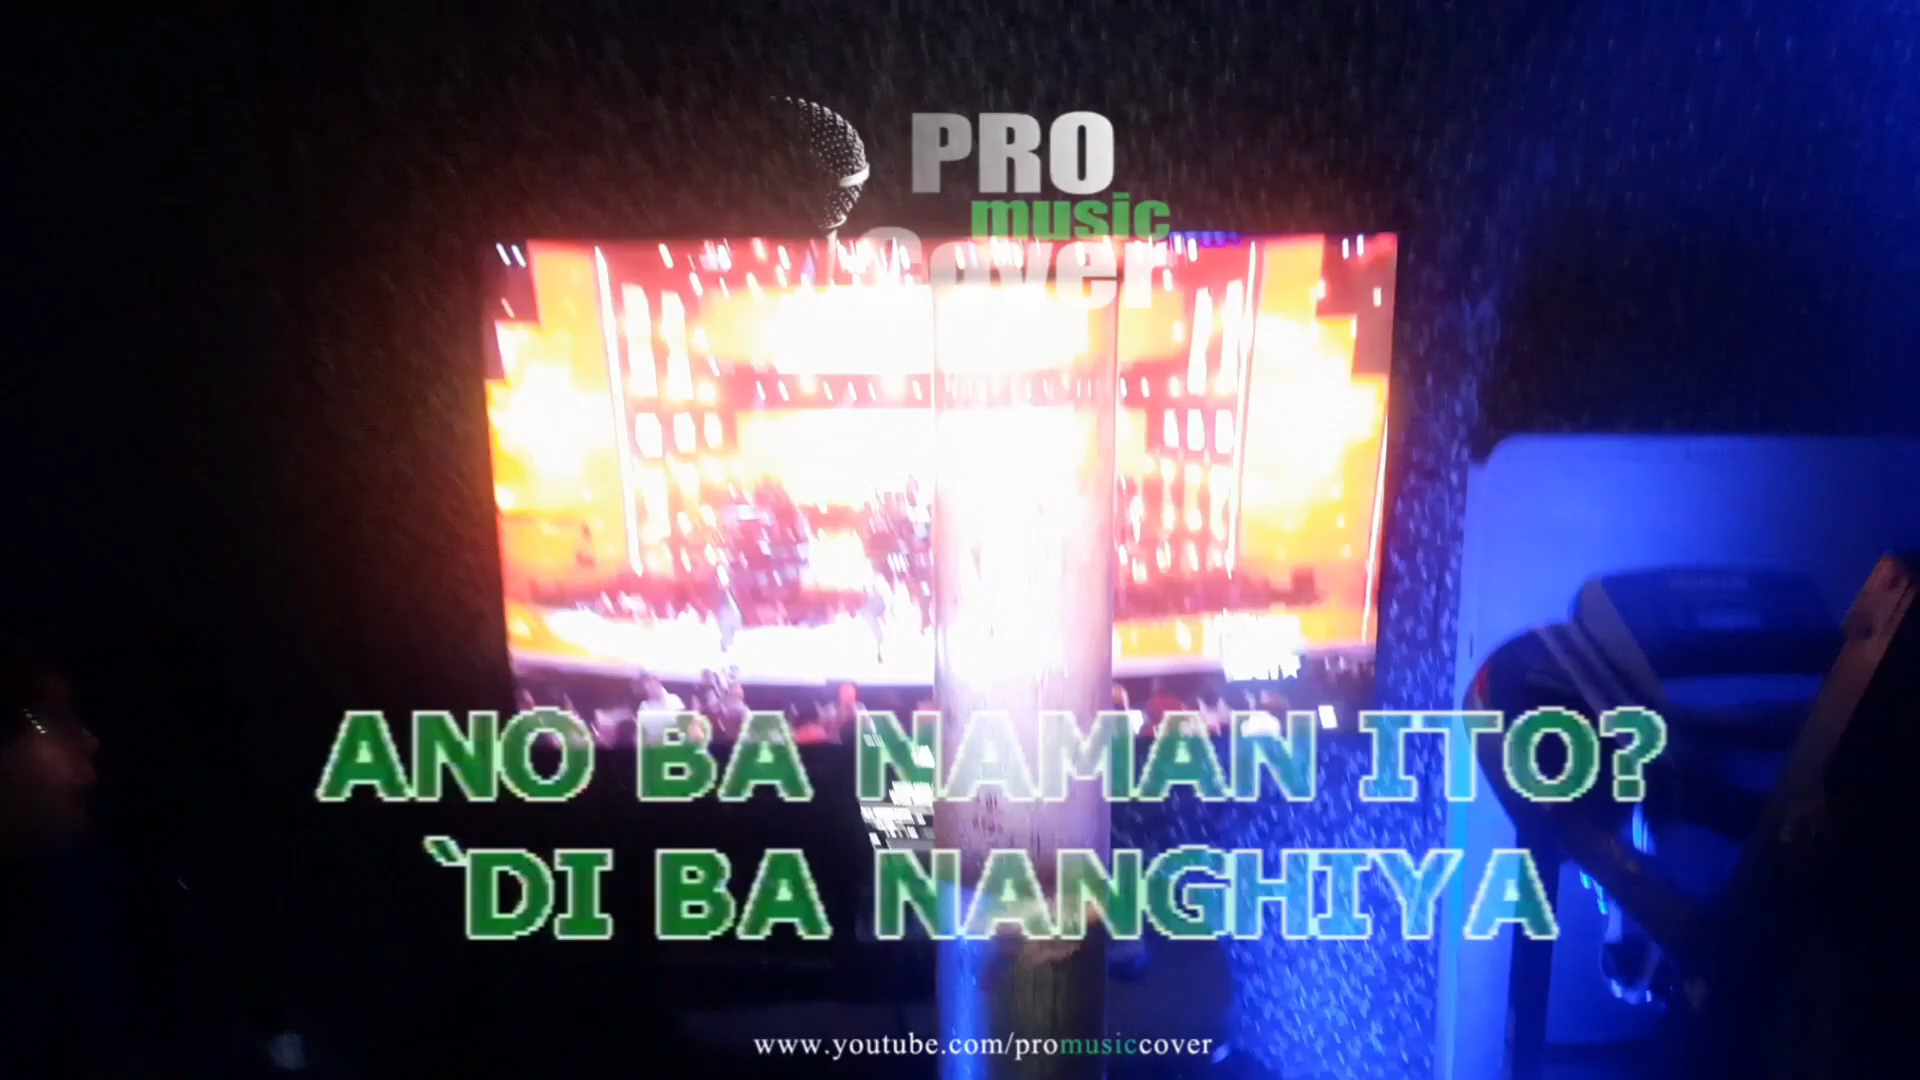 PRO
music
Cover
ANO BA NAMAN ITO?
`DI BA NANGHIYA
www.youtube.com/promusiccover